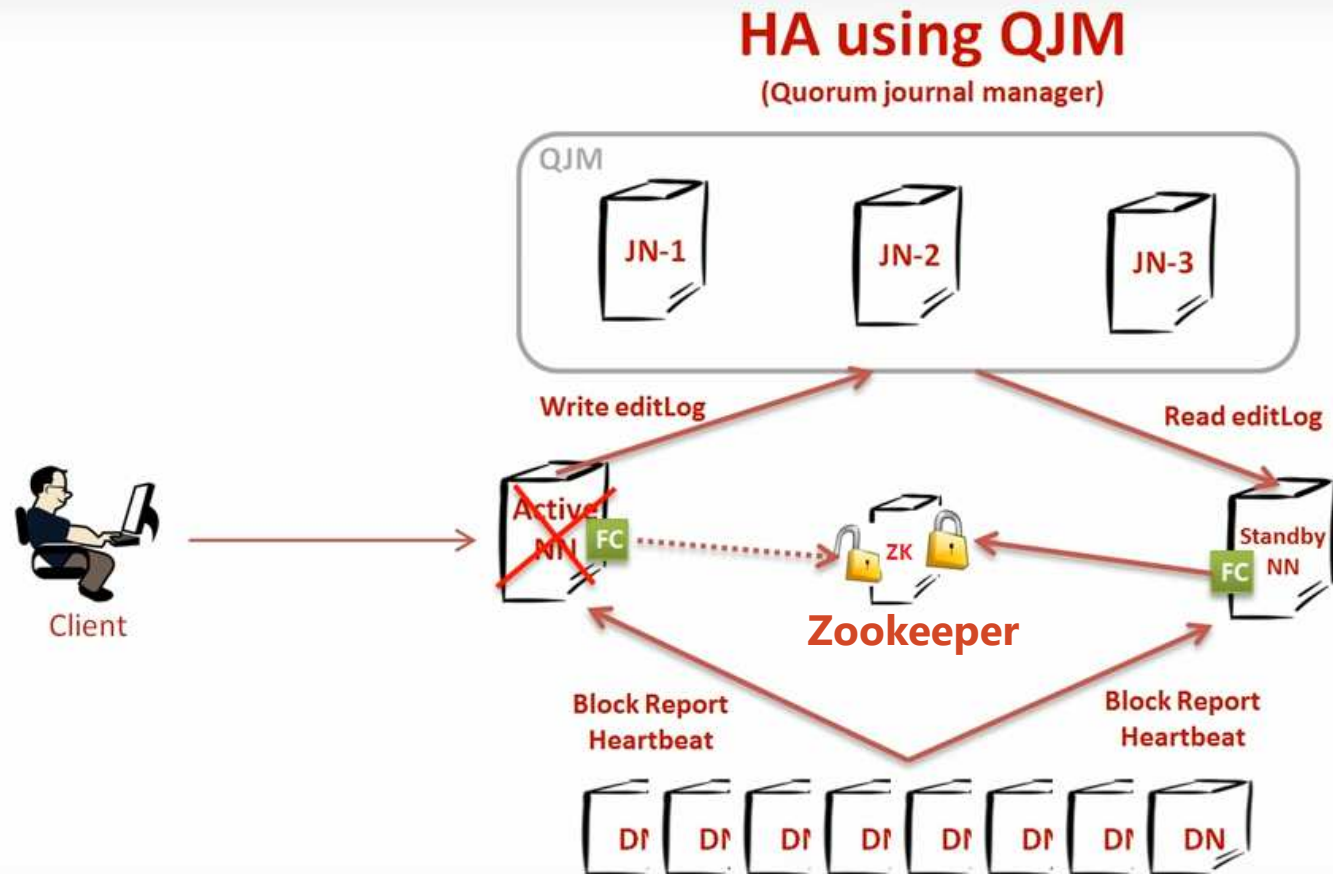 HA using QJM
(Quorum journal manager)
QJM
JN-1
JN-2
JN-3
Write editLog
Read editLog
Active
NN
FC
ZK
Standby
NN
FC
Client
Zookeeper
Block Report
Heartbeat
Block Report
Heartbeat
DN